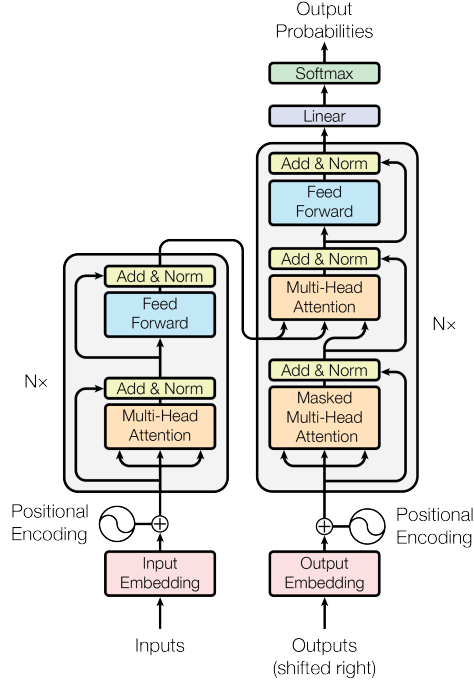 Output
Probabilities
Softmax
Linear
Add & Norm
Feed
Forward
Add & Norm
Multi-Head
Attention
Add & Norm
Masked
Multi-Head
Attention
N×
Positional
Encoding
Output
Embedding
Outputs
(shifted right)
Add & Norm
Feed
Forward
Add & Norm
Multi-Head
Attention
N×
Positional
Encoding
Input
Embedding
Inputs